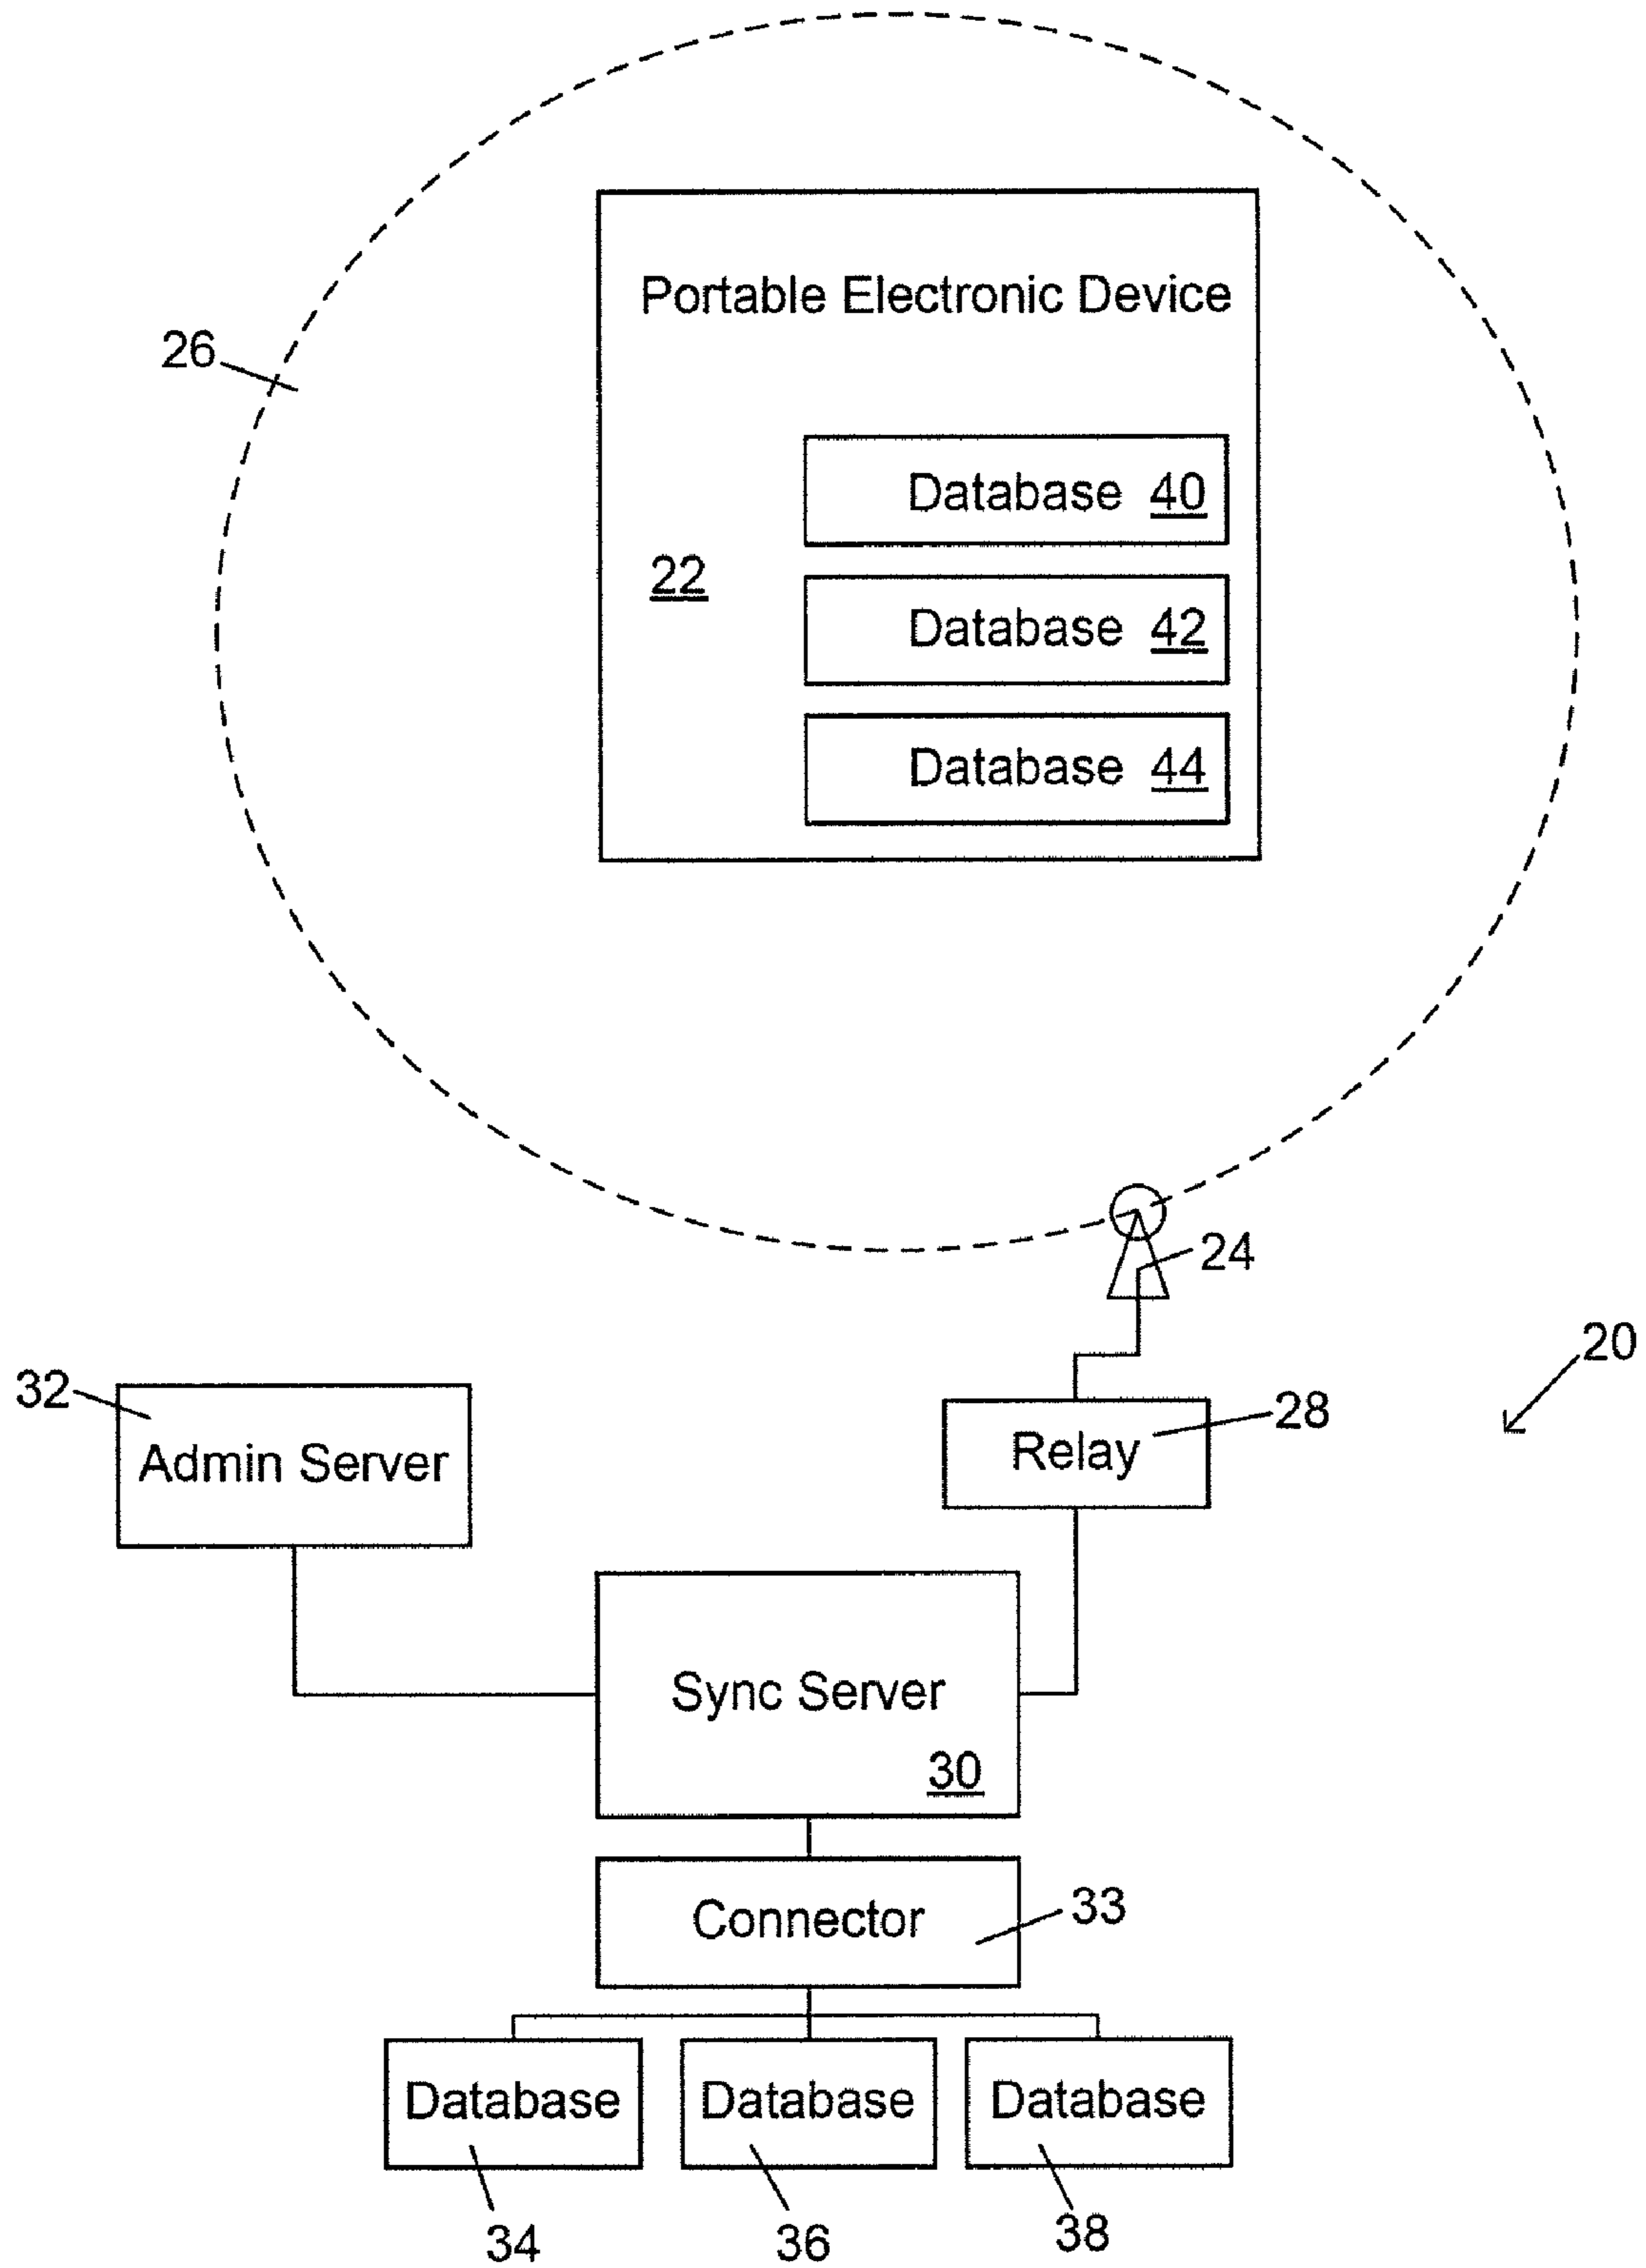 Portable Electronic Device
26
Database 40
22
Database 42
Database 44
24
20
32
28
Admin Server
Relay
Sync Server
30
Connector
33
Database
Database
Database
34
36
38